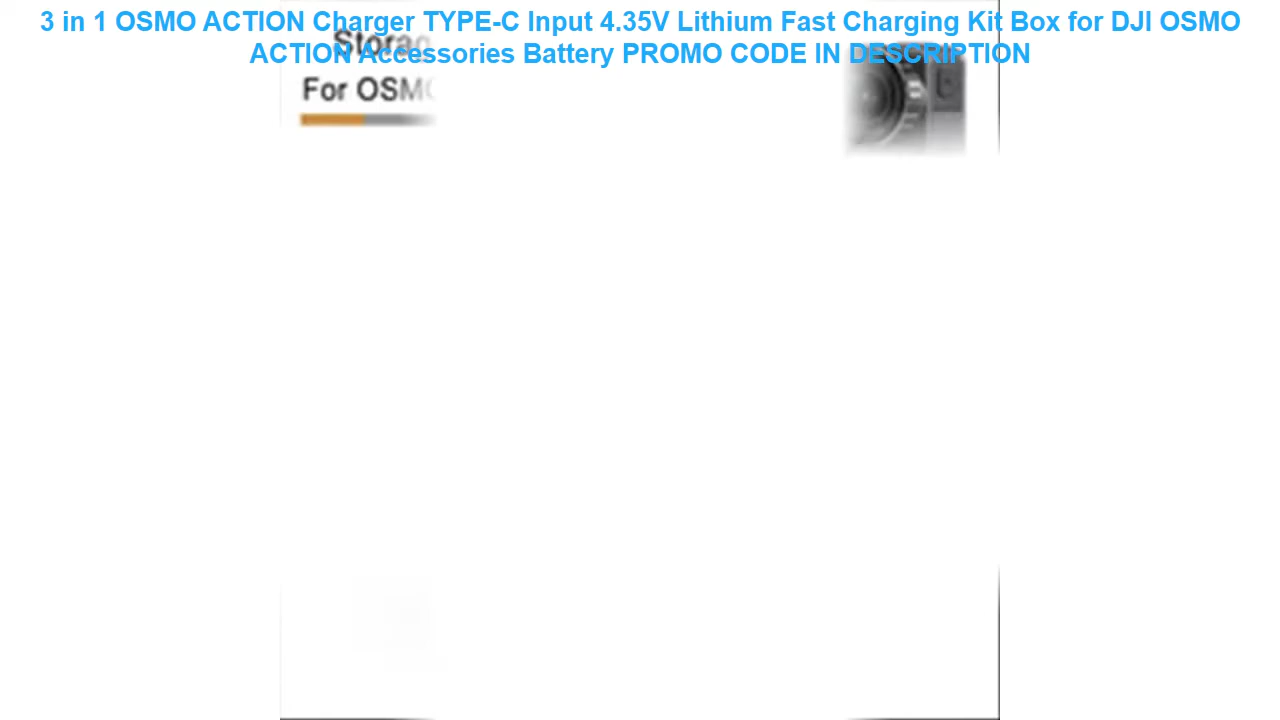 3 in 1 OSMO ACTION Charger TYPE-C Input 4.35V Lithium Fast Charging Kit Box for DJI OSMO
ACTION Accessories Battery PROMO CODE IN DESCRIPTION
For OSMO